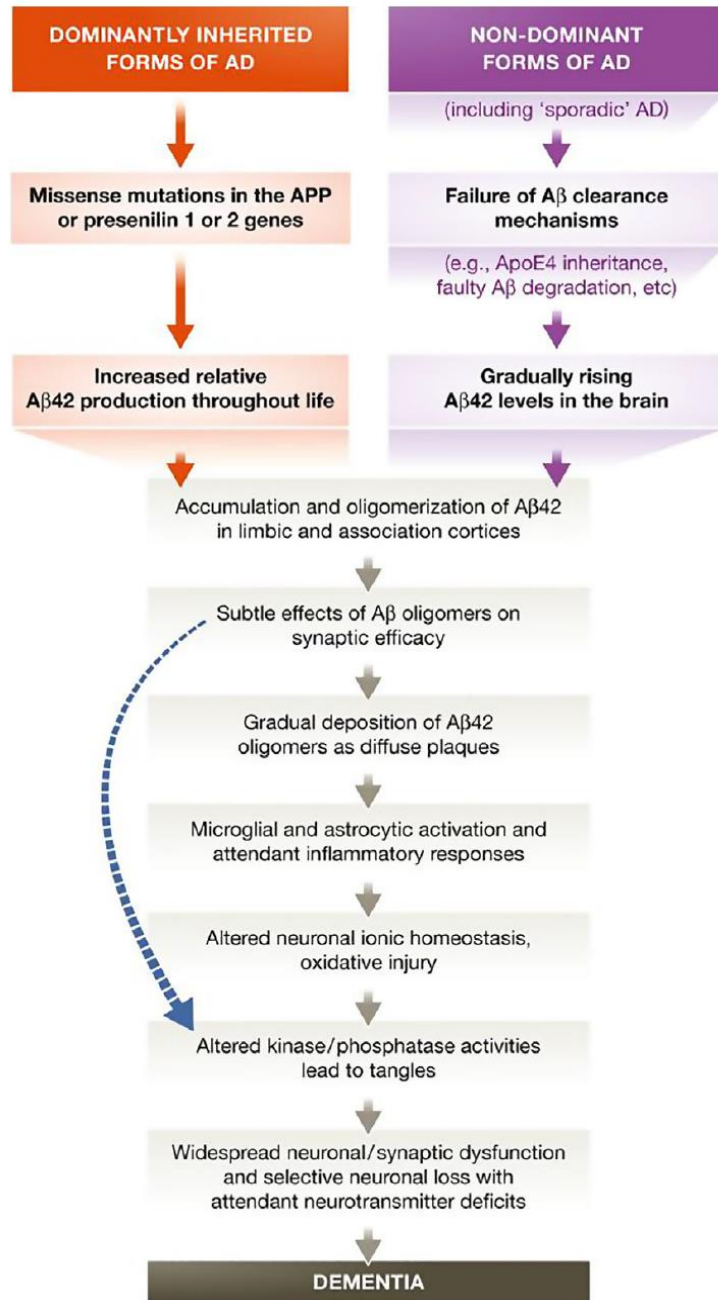 DOMINANTLY INHERITED
FORMS OF AD
NON-DOMINANT
FORMS OF AD
(including ‘sporadic’ AD)
Missense mutations in the APP
or presenilin 1 or 2 genes
Failure of Aβ clearance
mechanisms
(e.g., ApoE4 inheritance,
faulty Aβ degradation, etc)
Increased relative
Aβ42 production throughout life
Gradually rising
Aβ42 levels in the brain
Accumulation and oligomerization of Aβ42
in limbic and association cortices
Subtle effects of Aβ oligomers on
synaptic efficacy
Gradual deposition of Aβ42
oligomers as diffuse plaques
Microglial and astrocytic activation and
attendant inflammatory responses
Altered neuronal ionic homeostasis,
oxidative injury
Altered kinase/phosphatase activities
lead to tangles
Widespread neuronal/synaptic dysfunction
and selective neuronal loss with
attendant neurotransmitter deficits
DEMENTIA